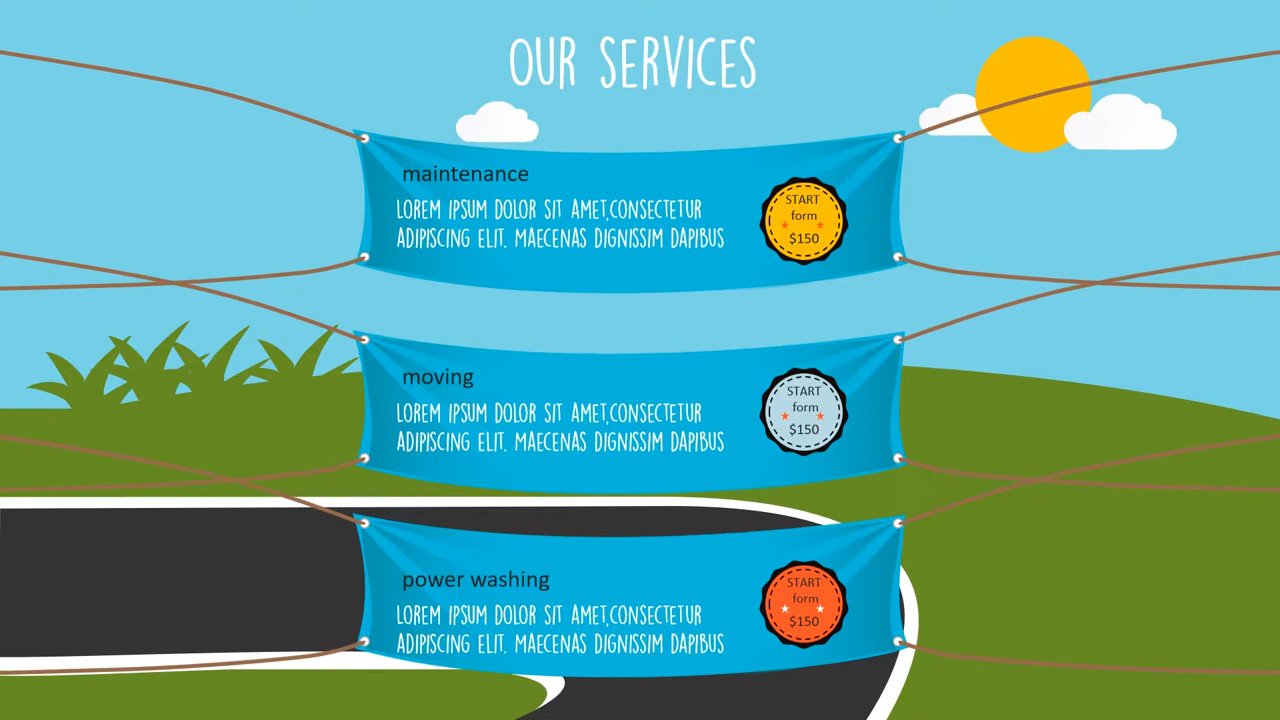 OUR SERVICES
maintenance
LOREM IPSUM DOLOR SIT AMET,CONSECTETUR
ADIPISCING ELIT. MAECENAS DIGNISSIM DAPIBUS
START
form
$150
moving
LOREM IPSUM DOLOR SIT AMET,CONSECTETUR
ADIPISCING ELIT. MAECENAS DIGNISSIM DAPIBUS
START
form
$150
power washing
LOREM IPSUM DOLOR SIT AMET,CONSECTETUR
ADIPISCING ELIT. MAECENAS DIGNISSIM DAPIBUS
START
form
$150